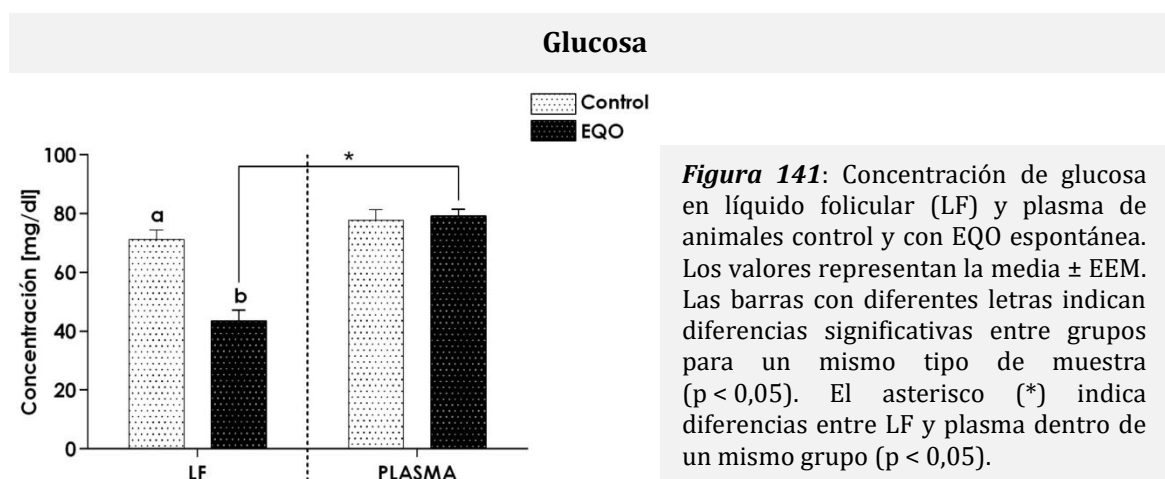 Glucosa
Control
EQO
Concentración [mg/dl]
100
80
60
40
20
0
a
b
*
LF
PLASMA
Figura 141: Concentración de glucosa
en líquido folicular (LF) y plasma de
animales control y con EQO espontánea.
Los valores representan la media ± EEM.
Las barras con diferentes letras indican
diferencias significativas entre grupos
para un mismo tipo de muestra
(p < 0,05). El asterisco (*) indica
diferencias entre LF y plasma dentro de
un mismo grupo (p < 0,05).